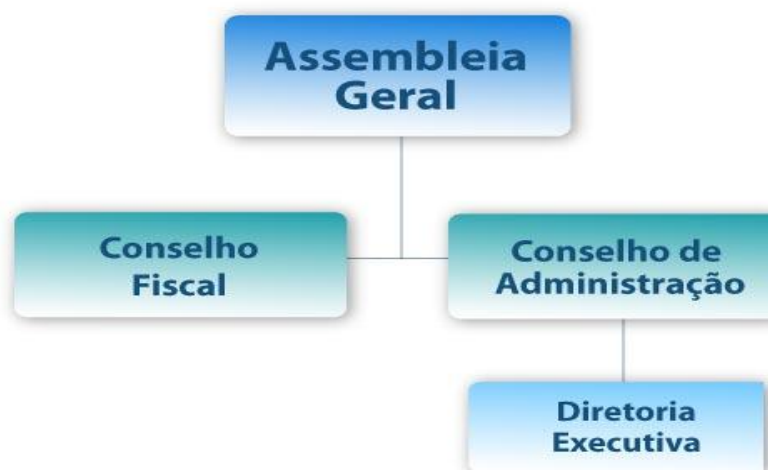 Assembleia
Geral
Conselho
Fiscal
Conselho de
Administração
Diretoria
Executiva